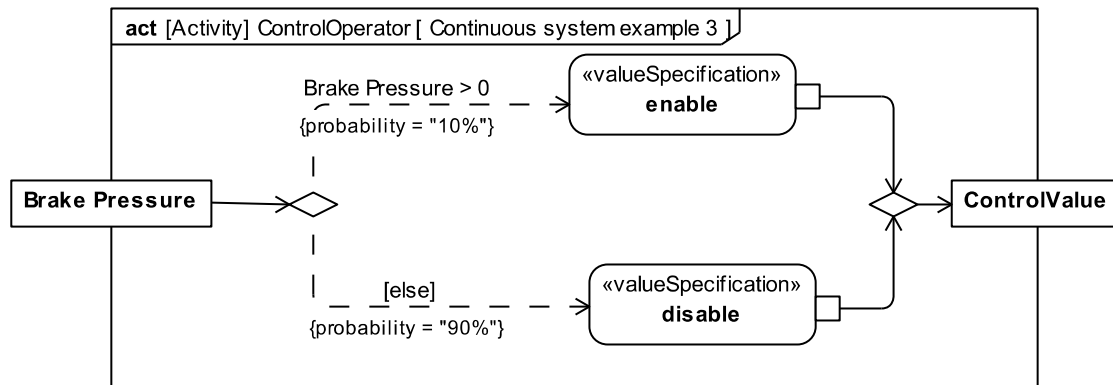 act [Activity] ControlOperator [ Continuous system example 3 ]
«valueSpecification»
enable
Brake Pressure > 0
{probability = "10%"}
Brake Pressure
ControlValue
[else]
{probability = "90%"}
«valueSpecification»
disable